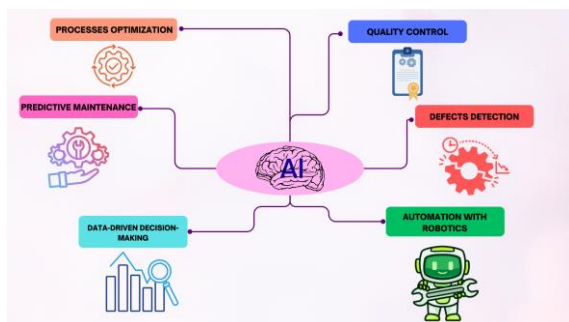 PROCESSES OPTIMIZATION
QUALITY CONTROL
PREDICTIVE MAINTENANCE
DEFECTS DETECTION
AI
DATA-DRIVEN DECISION-
MAKING
AUTOMATION WITH
ROBOTICS